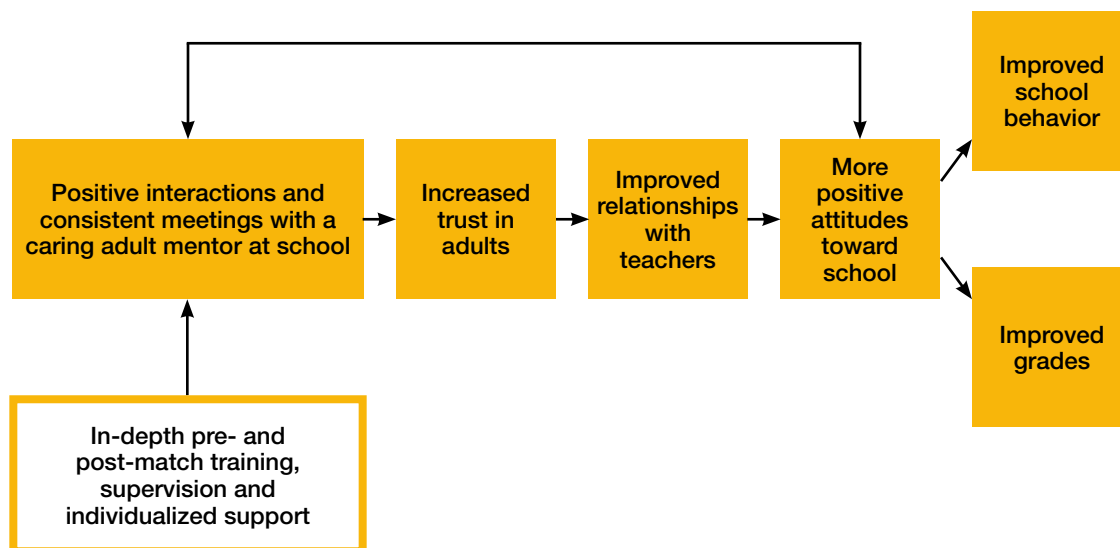 Positive interactions and
consistent meetings with a
caring adult mentor at school
Increased
trust in
adults
Improved
relationships
with
teachers
More
positive
attitudes
toward
school
Improved
school
behavior
Improved
grades
In-depth pre- and
post-match training,
supervision and
individualized support